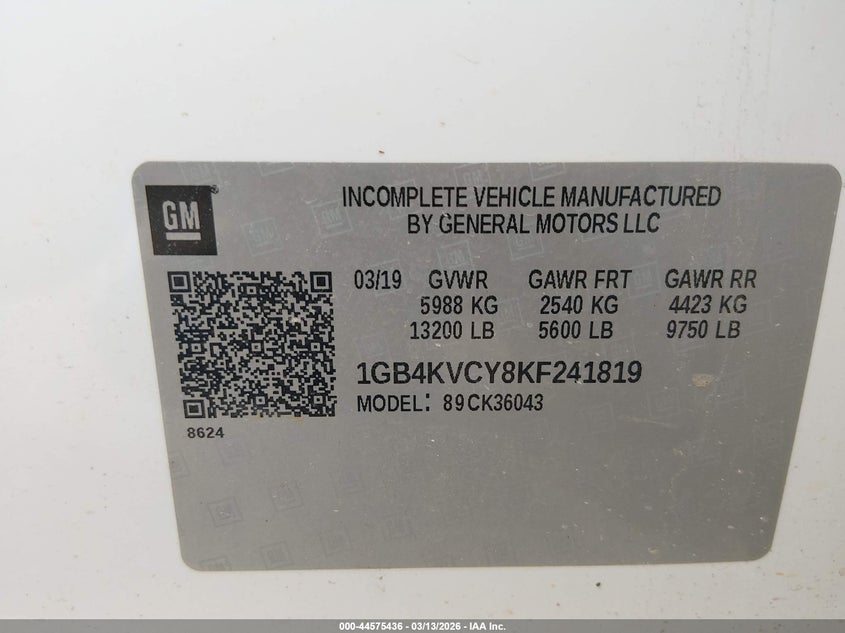 GM
INCOMPLETE VEHICLE MANUFACTURED
BY GENERAL MOTORS LLC
03/19 GVWR GAWR FRT GAWR RR
5988 KG 2540 KG 4423 KG
13200 LB 5600 LB 9750 LB
1GB4KVCY8KF241819
MODEL: 89CK36043
8624
000-44575436 - 03/13/2026 - IAA Inc.